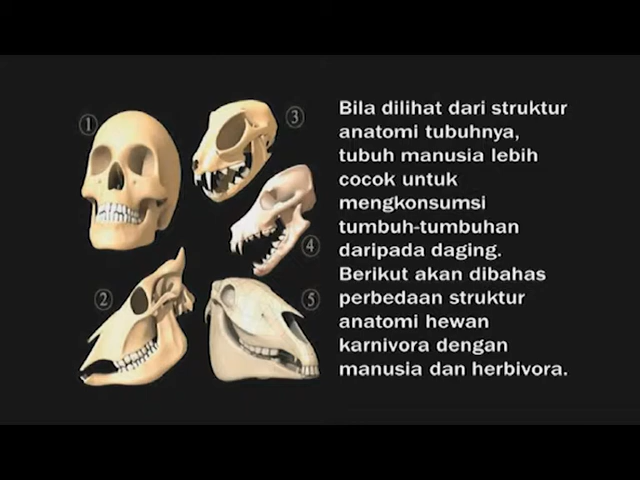 1
3
4
2
5
Bila dilihat dari struktur
anatomi tubuhnya,
tubuh manusia lebih
cocok untuk
mengkonsumsi
tumbuh-tumbuhan
daripada daging.
Berikut akan dibahas
perbedaan struktur
anatomi hewan
karnivora dengan
manusia dan herbivora.